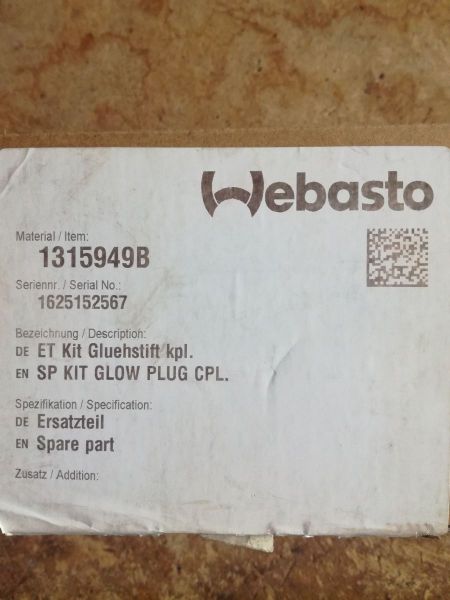 Webasto
Material / Item:
1315949B
Seriennr. / Serial No.:
1625152567
Bezeichnung / Description:
DE ET Kit Gluehstift kpl.
EN SP KIT GLOW PLUG CPL.
Spezifikation / Specification:
DE Ersatzteil
EN Spare part
Zusatz / Addition: